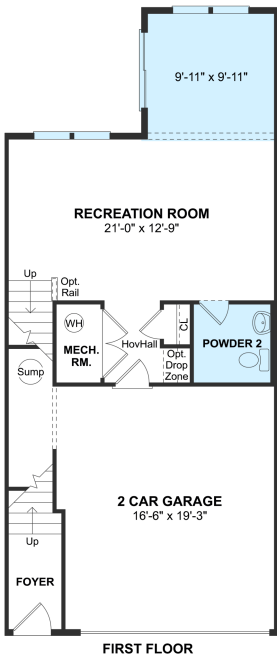 9'-11" x 9'-11"
RECREATION ROOM
21'-0" x 12'-9"
Up
Opt.
Rail
WH
MECH.
RM.
HovHall
CL
Opt.
Drop
Zone
POWDER 2
Sump
2 CAR GARAGE
16'-6" x 19'-3"
Up
FOYER
FIRST FLOOR